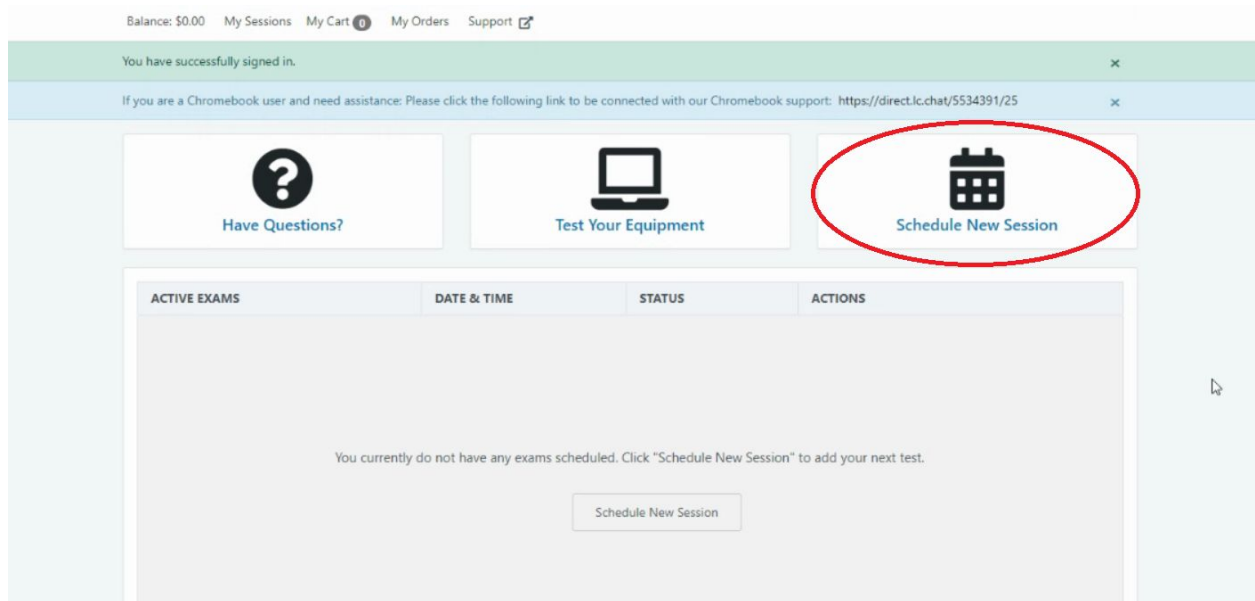 Balance: $0.00 My Sessions My Cart 0 My Orders Support
You have successfully signed in. ×
If you are a Chromebook user and need assistance: Please click the following link to be connected with our Chromebook support: https://direct.lc.chat/5534391/25 ×
Have Questions? Test Your Equipment Schedule New Session
ACTIVE EXAMS DATE & TIME STATUS ACTIONS
You currently do not have any exams scheduled. Click "Schedule New Session" to add your next test.
Schedule New Session